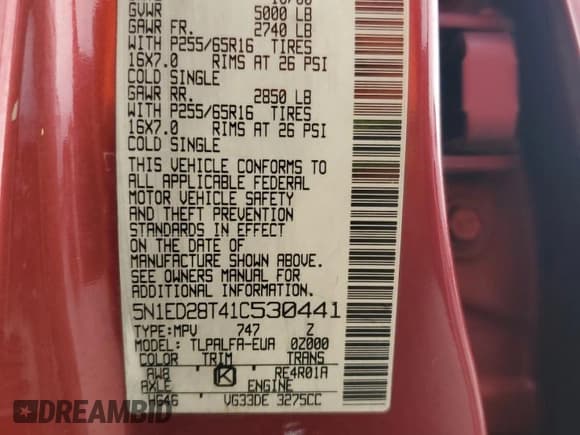 GVWR 5000 LB
GAWR FR. 2740 LB
WITH P255/65R16 TIRES
16X7.0 RIMS AT 26 PSI
COLD SINGLE
GAWR RR. 2850 LB
WITH P255/65R16 TIRES
16X7.0 RIMS AT 26 PSI
COLD SINGLE
THIS VEHICLE CONFORMS TO
ALL APPLICABLE FEDERAL
MOTOR VEHICLE SAFETY
AND THEFT PREVENTION
STANDARDS IN EFFECT
ON THE DATE OF
MANUFACTURE SHOWN ABOVE.
SEE OWNERS MANUAL FOR
ADDITIONAL INFORMATION.
5N1ED28T41C530441
TYPE:MPV 747 Z
MODEL: TLPALFA-EUA 0Z000
COLOR TRIM TRANS
AW8 K RE4R01A
AXLE ENGINE
HG46 VG33DE 3275CC
DREAMBID